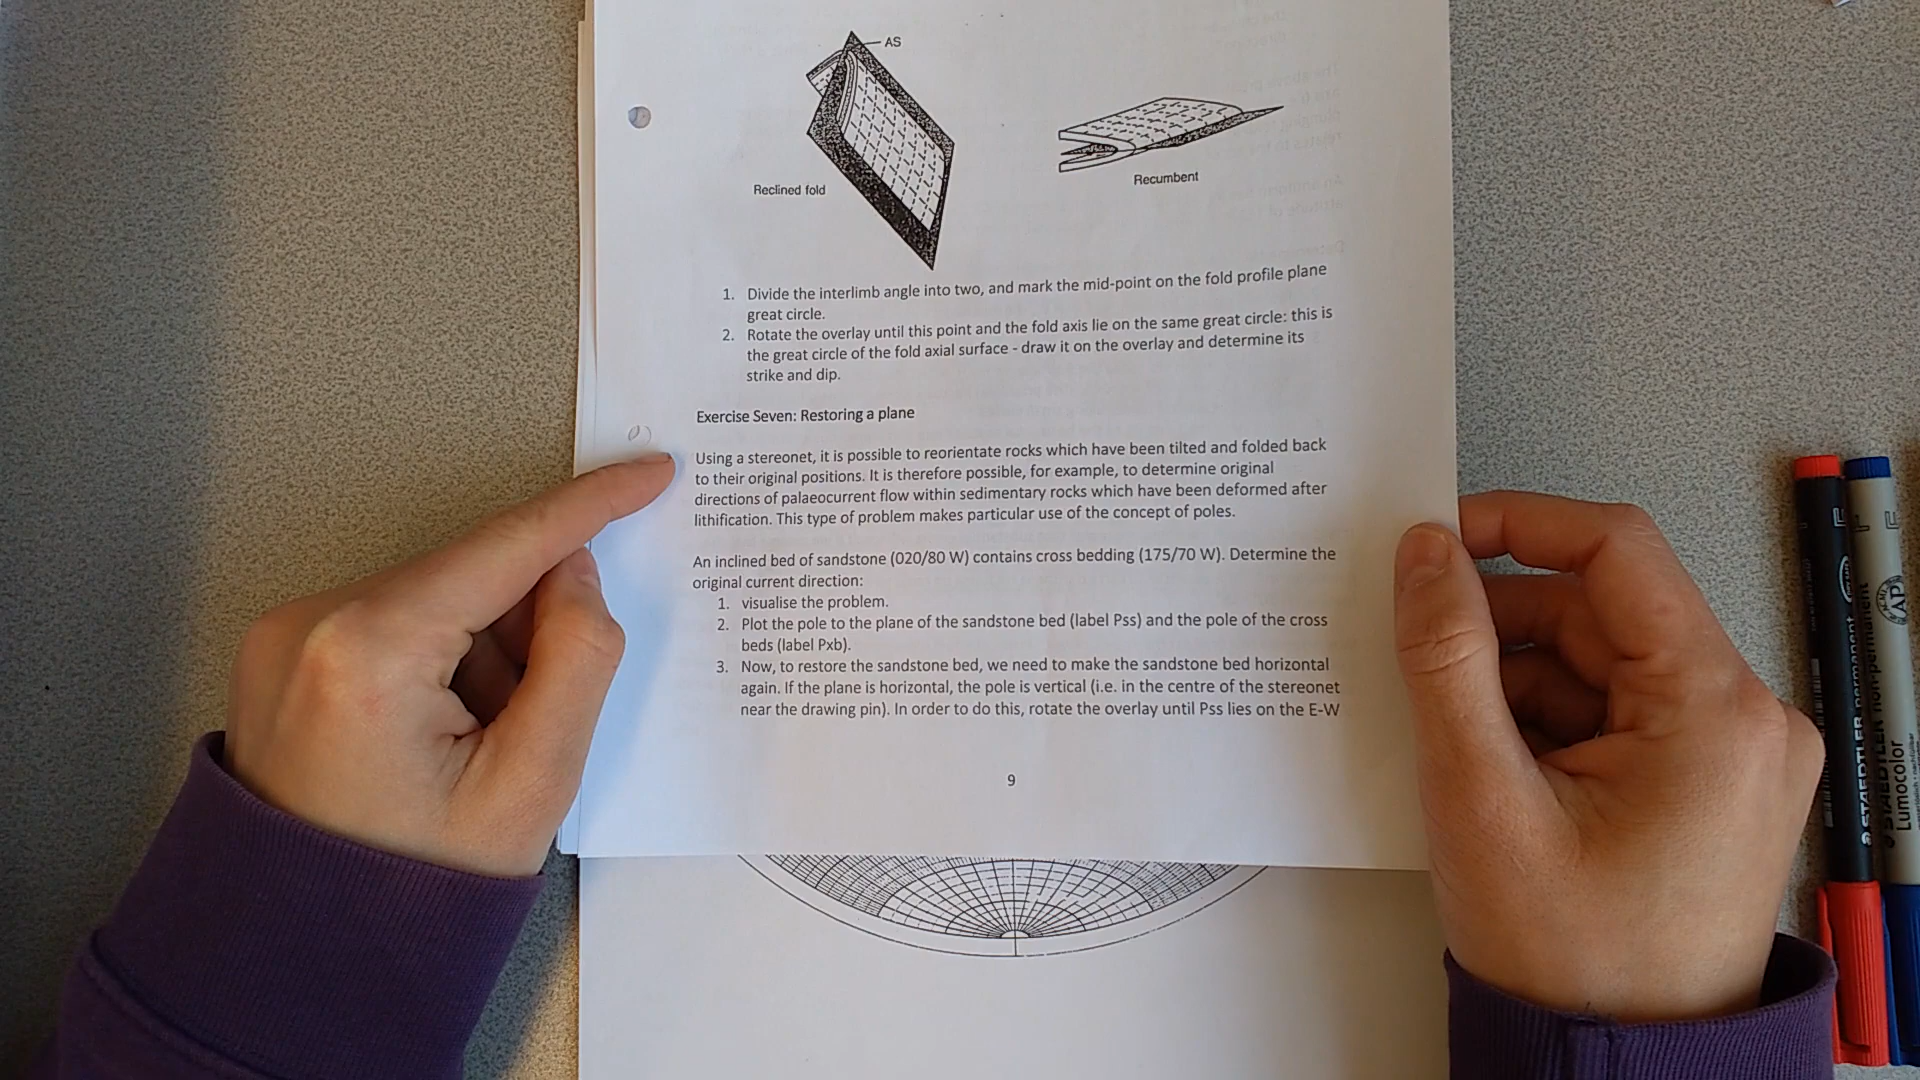 AS
Reclined fold
Recumbent
1. Divide the interlimb angle into two, and mark the mid-point on the fold profile plane
great circle.
2. Rotate the overlay until this point and the fold axis lie on the same great circle: this is
the great circle of the fold axial surface - draw it on the overlay and determine its
strike and dip.
Exercise Seven: Restoring a plane
Using a stereonet, it is possible to reorientate rocks which have been tilted and folded back
to their original positions. It is therefore possible, for example, to determine original
directions of palaeocurrent flow within sedimentary rocks which have been deformed after
lithification. This type of problem makes particular use of the concept of poles.
An inclined bed of sandstone (020/80 W) contains cross bedding (175/70 W). Determine the
original current direction:
1. visualise the problem.
2. Plot the pole to the plane of the sandstone bed (label Pss) and the pole of the cross
beds (label Pxb).
3. Now, to restore the sandstone bed, we need to make the sandstone bed horizontal
again. If the plane is horizontal, the pole is vertical (i.e. in the centre of the stereonet
near the drawing pin). In order to do this, rotate the overlay until Pss lies on the E-W
9
STAEDTLER permanent
STAEDTLER non-permanent
Lumocolor